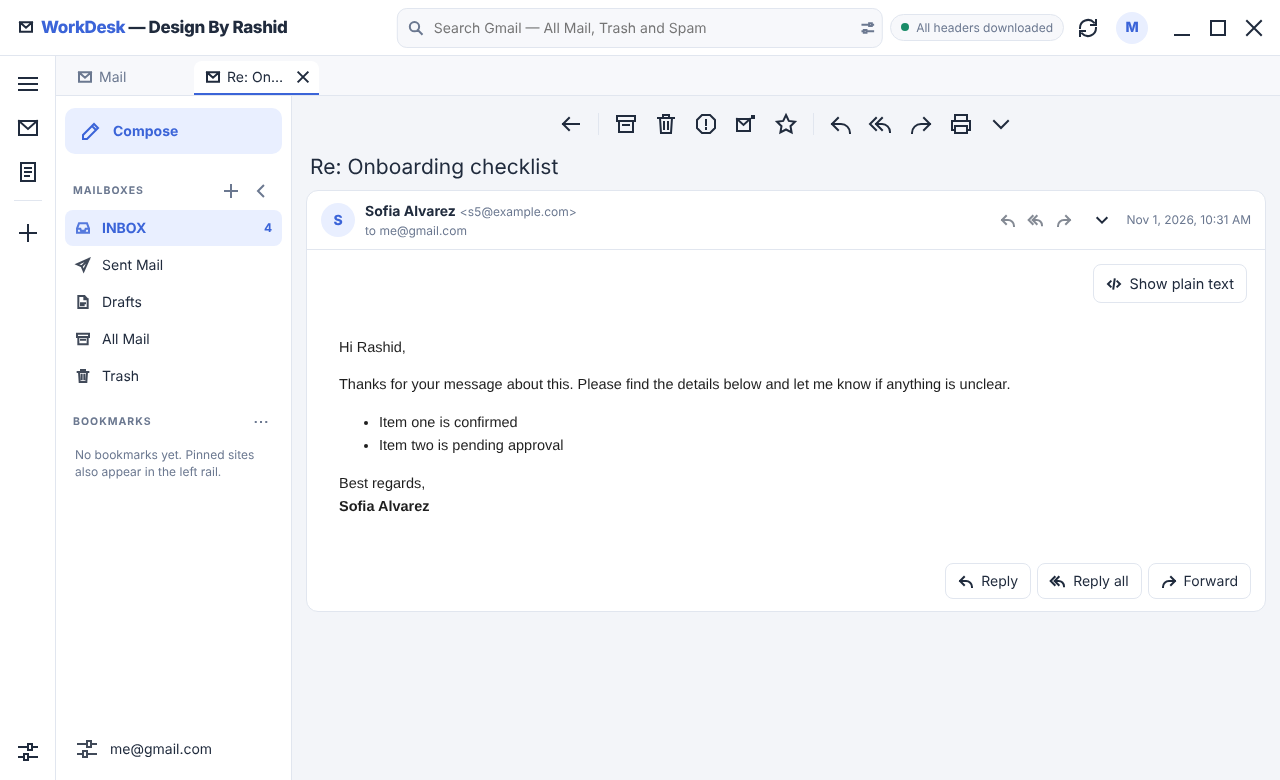 WorkDesk — Design By Rashid
Search Gmail — All Mail, Trash and Spam
All headers downloaded
M
Mail
Re: On...
Compose
MAILBOXES
INBOX 4
Sent Mail
Drafts
All Mail
Trash
BOOKMARKS
No bookmarks yet. Pinned sites
also appear in the left rail.
me@gmail.com
Re: Onboarding checklist
S
Sofia Alvarez <s5@example.com>
to me@gmail.com
Nov 1, 2026, 10:31 AM
Show plain text
Hi Rashid,
Thanks for your message about this. Please find the details below and let me know if anything is unclear.
• Item one is confirmed
• Item two is pending approval
Best regards,
Sofia Alvarez
Reply
Reply all
Forward